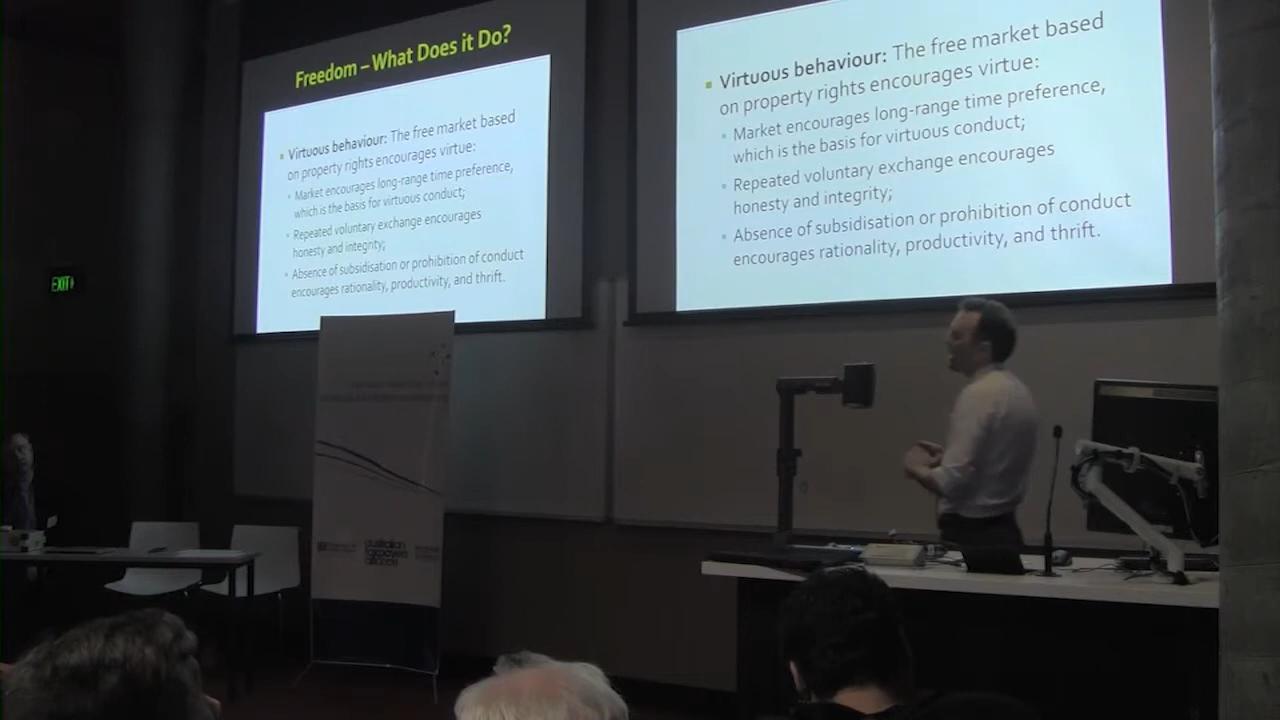 Freedom – What Does it Do?
Virtuous behaviour: The free market based
on property rights encourages virtue:
Market encourages long-range time preference,
which is the basis for virtuous conduct;
Repeated voluntary exchange encourages
honesty and integrity;
Absence of subsidisation or prohibition of conduct
encourages rationality, productivity, and thrift.
Virtuous behaviour: The free market based
on property rights encourages virtue:
Market encourages long-range time preference,
which is the basis for virtuous conduct;
Repeated voluntary exchange encourages
honesty and integrity;
Absence of subsidisation or prohibition of conduct
encourages rationality, productivity, and thrift.
EXIT
australian
taxpayers
alliance